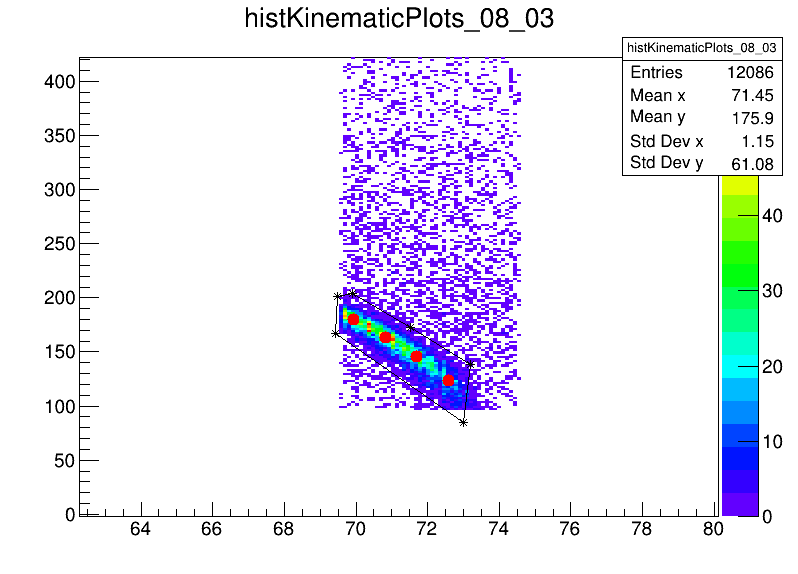 histKinematicPlots_08_03
histKinematicPlots_08_03
Entries 12086
Mean x 71.45
Mean y 175.9
Std Dev x 1.15
Std Dev y 61.08
400
350
300
250
200
150
100
50
0
64 66 68 70 72 74 76 78 80
40
30
20
10
0